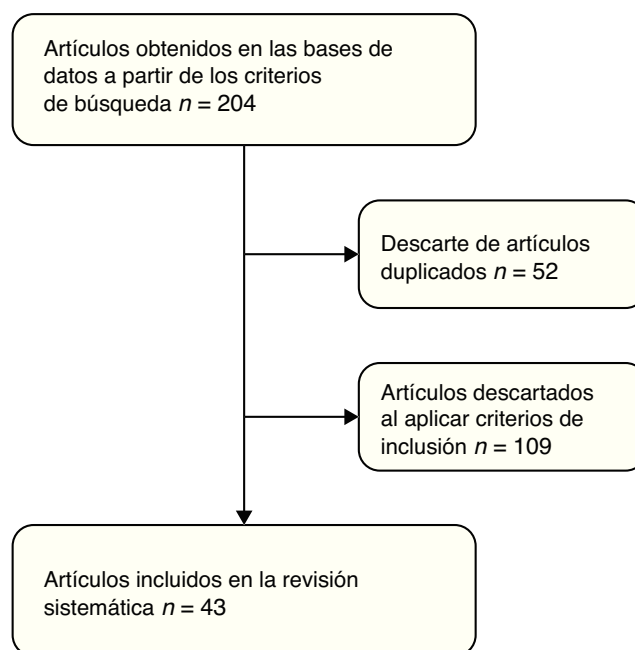 Artículos obtenidos en las bases de
datos a partir de los criterios
de búsqueda n = 204
Descarte de artículos
duplicados n = 52
Artículos descartados
al aplicar criterios de
inclusión n = 109
Artículos incluidos en la revisión
sistemática n = 43